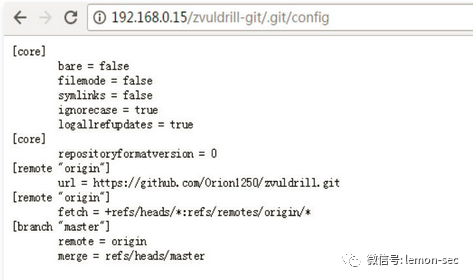 192.168.0.15/zvuldrill-git/.git/config
[core]
bare = false
filemode = false
symlinks = false
ignorecase = true
logallrefupdates = true
[core]
repositoryformatversion = 0
[remote "origin"]
url = https://github.com/Orion1250/zvuldrill.git
[remote "origin"]
fetch = +refs/heads/*:refs/remotes/origin/*
[branch "master"]
remote = origin
merge = refs/heads/master
微信号: lemon-sec